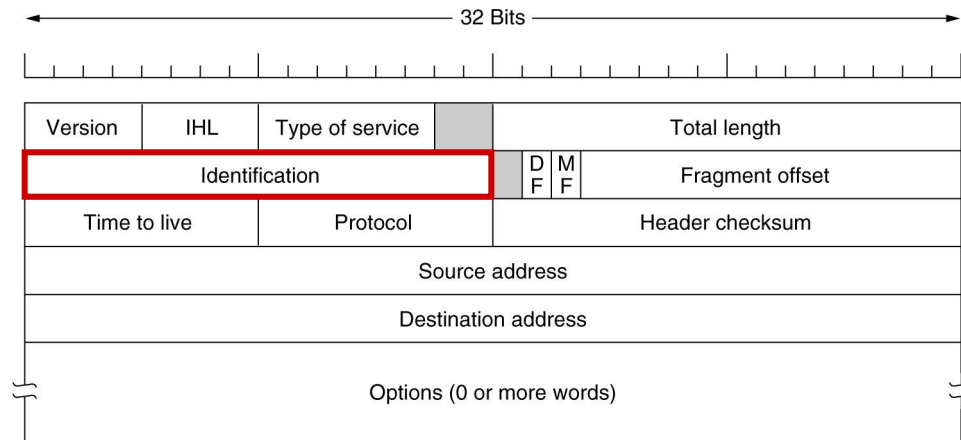 32 Bits
Version IHL Type of service Total length
Identification D F M F Fragment offset
Time to live Protocol Header checksum
Source address
Destination address
Options (0 or more words)